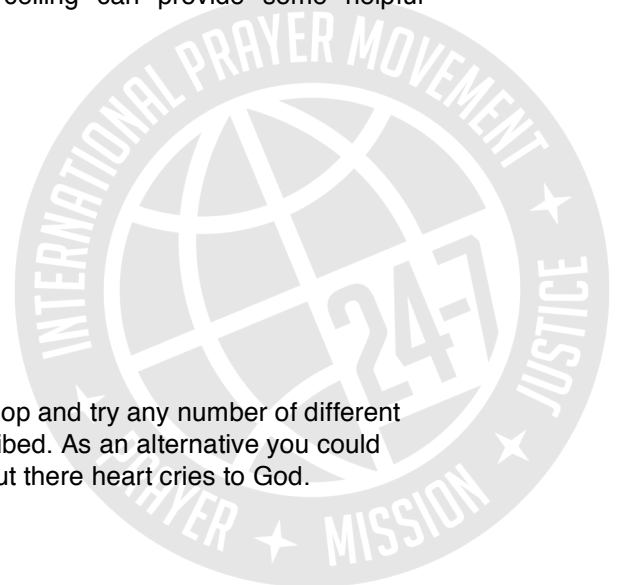 ceiling can provide some helpful
INTERNATIONAL PRAYER MOVEMENT
24-7
JUSTICE
op and try any number of different
ibed. As an alternative you could
ut there heart cries to God.
PRAYER
MISSION